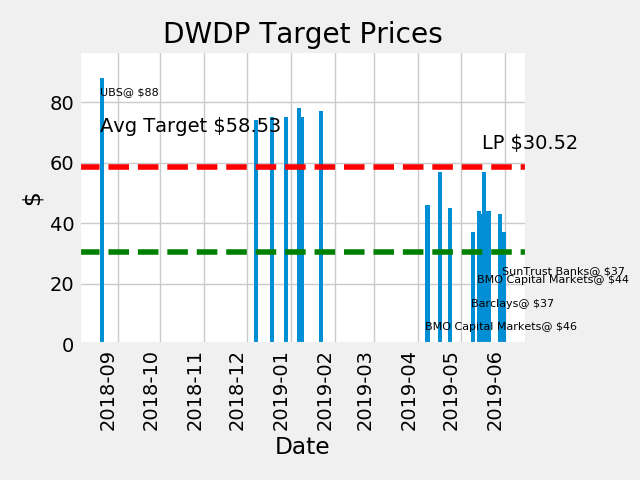 DWDP Target Prices
UBS@ $88
Avg Target $58.53
LP $30.52
$
80
60
40
20
0
SunTrust Banks@ $37
BMO Capital Markets@ $44
Barclays@ $37
BMO Capital Markets@ $46
2018-09
2018-10
2018-11
2018-12
2019-01
2019-02
2019-03
2019-04
2019-05
2019-06
Date